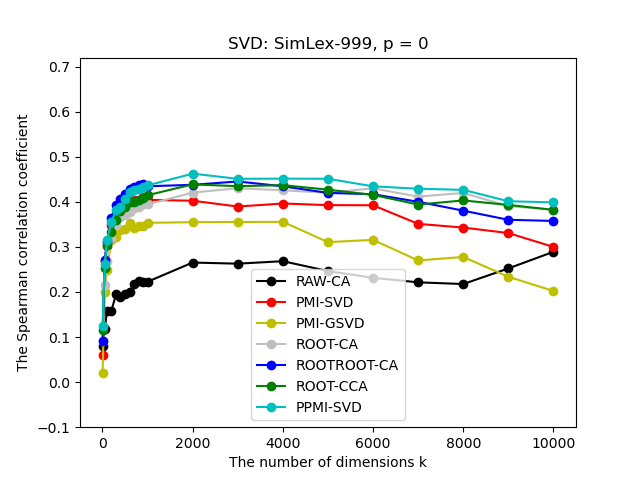 SVD: SimLex-999, p = 0
The Spearman correlation coefficient
0.7
0.6
0.5
0.4
0.3
0.2
0.1
0.0
−0.1
RAW-CA
PMI-SVD
PMI-GSVD
ROOT-CA
ROOTROOT-CA
ROOT-CCA
PPMI-SVD
0 2000 4000 6000 8000 10000
The number of dimensions k